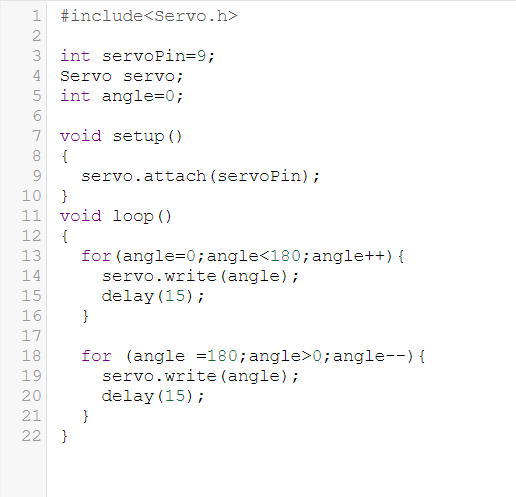 1 #include<Servo.h>
2
3 int servoPin=9;
4 Servo servo;
5 int angle=0;
6
7 void setup()
8 {
9   servo.attach(servoPin);
10 }
11 void loop()
12 {
13   for(angle=0;angle<180;angle++){
14     servo.write(angle);
15     delay(15);
16   }
17
18   for (angle =180;angle>0;angle--){
19     servo.write(angle);
20     delay(15);
21   }
22 }